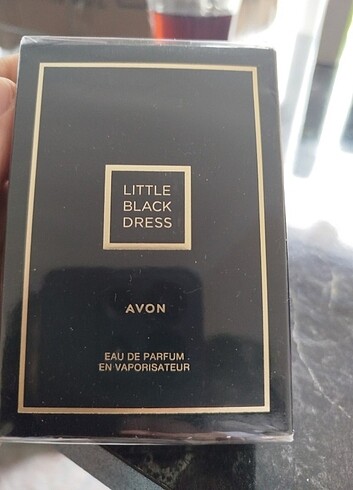 LITTLE
BLACK
DRESS
AVON
EAU DE PARFUM
EN VAPORISATEUR